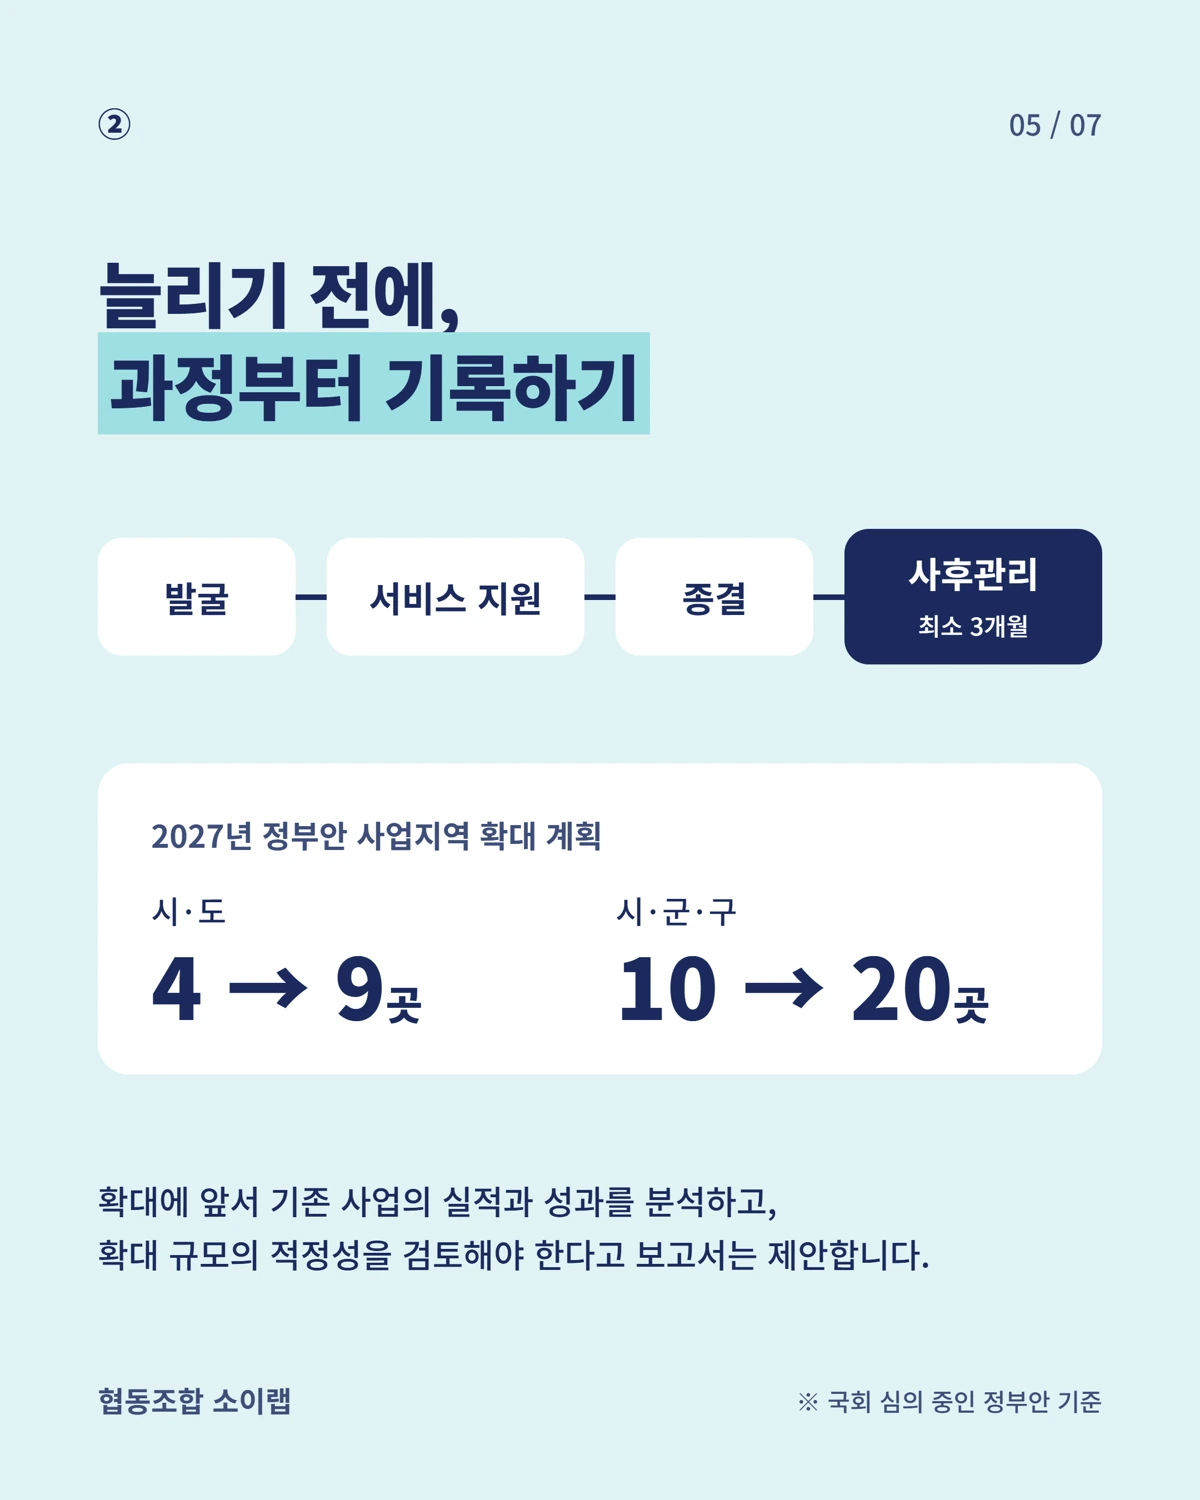 ②
05 / 07
늘리기 전에,
과정부터 기록하기
발굴
서비스 지원
종결
사후관리
최소 3개월
2027년 정부안 사업지역 확대 계획
시·도
4 → 9곳
시·군·구
10 → 20곳
확대에 앞서 기존 사업의 실적과 성과를 분석하고,
확대 규모의 적정성을 검토해야 한다고 보고서는 제안합니다.
협동조합 소이랩
※ 국회 심의 중인 정부안 기준